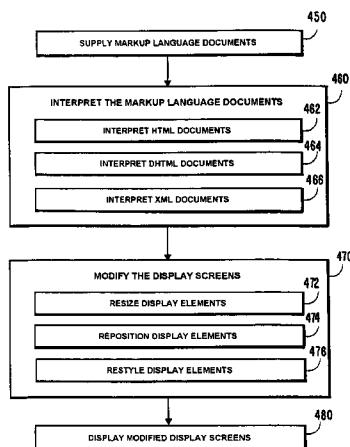 450
SUPPLY MARKUP LANGUAGE DOCUMENTS
460
INTERPRET THE MARKUP LANGUAGE DOCUMENTS
462
INTERPRET HTML DOCUMENTS
464
INTERPRET DHTML DOCUMENTS
466
INTERPRET XML DOCUMENTS
470
MODIFY THE DISPLAY SCREENS
472
RESIZE DISPLAY ELEMENTS
474
REPOSITION DISPLAY ELEMENTS
476
RESTYLE DISPLAY ELEMENTS
480
DISPLAY MODIFIED DISPLAY SCREENS